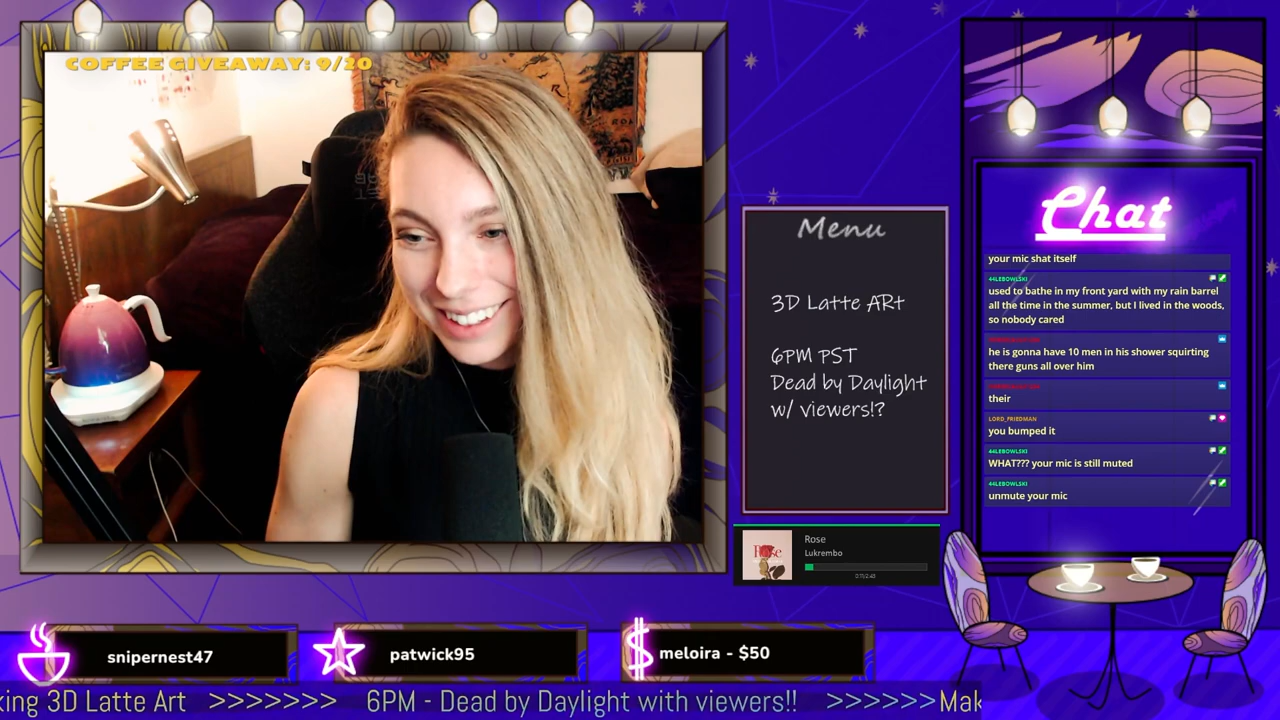 COFFEE GIVEAWAY: 9/20
Menu
3D Latte ARt
6PM PST
Dead by Daylight
w/ viewers!?
Rose
Lukrembo
Chat
your mic shat itself
44LEBOWLSKI
used to bathe in my front yard with my rain barrel
all the time in the summer, but I lived in the woods,
so nobody cared
he is gonna have 10 men in his shower squirting
there guns all over him
their
LORD_FRIEDMAN
you bumped it
44LEBOWLSKI
WHAT??? your mic is still muted
44LEBOWLSKI
unmute your mic
snipernest47
patwick95
meloira - $50
king 3D Latte Art >>>>>>> 6PM - Dead by Daylight with viewers!! >>>>>>Mak